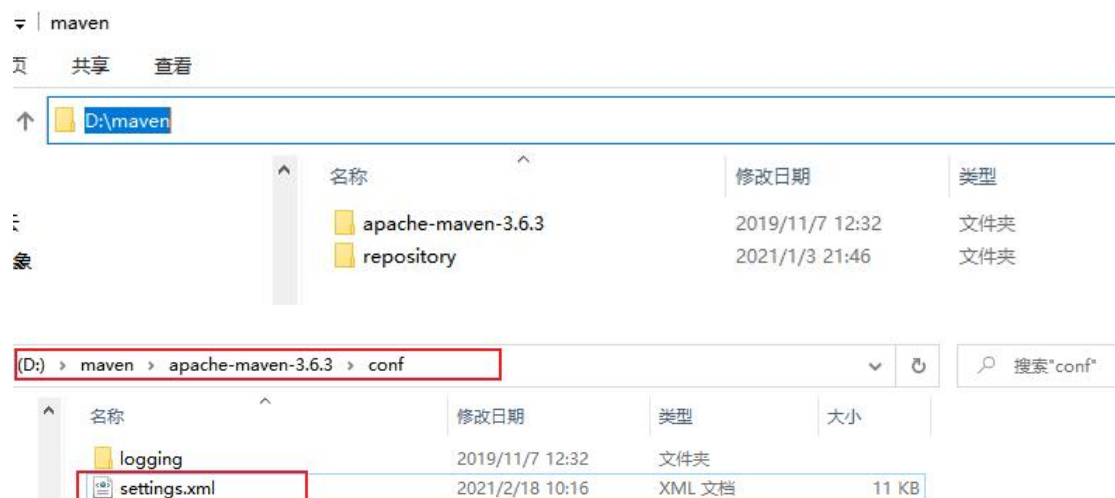 maven
页 共享 查看
D:\maven
名称 修改日期 类型
apache-maven-3.6.3 2019/11/7 12:32 文件夹
repository 2021/1/3 21:46 文件夹
象
(D:) > maven > apache-maven-3.6.3 > conf 搜索"conf"
名称 修改日期 类型 大小
logging 2019/11/7 12:32 文件夹
settings.xml 2021/2/18 10:16 XML 文档 11 KB